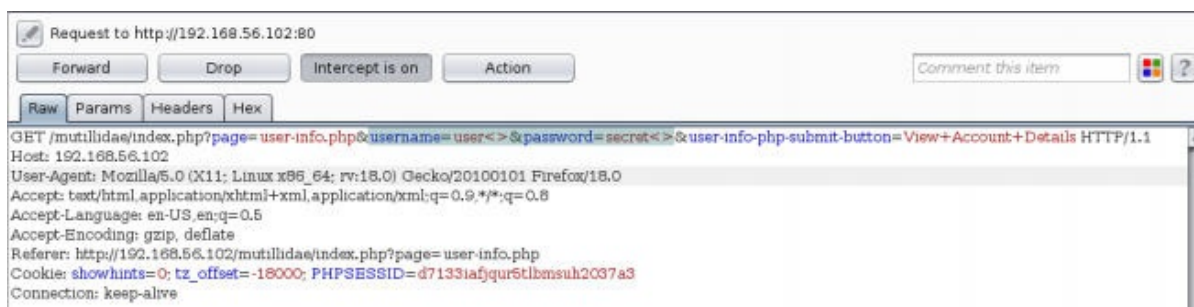 Request to http://192.168.56.102:80
Forward Drop Intercept is on Action Comment this item ?
Raw Params Headers Hex
GET /mutillidae/index.php?page=user-info.php&username=user<>&password=secret<>&user-info-php-submit-button=View+Account+Details HTTP/1.1
Host: 192.168.56.102
User-Agent: Mozilla/5.0 (X11; Linux x86_64; rv:18.0) Gecko/20100101 Firefox/18.0
Accept: text/html,application/xhtml+xml,application/xml;q=0.9,*/*;q=0.8
Accept-Language: en-US,en;q=0.5
Accept-Encoding: gzip, deflate
Referer: http://192.168.56.102/mutillidae/index.php?page=user-info.php
Cookie: showhints=0; tz_offset=-18000; PHPSESSID=d7133iafjqur5tlbmsuh2037a3
Connection: keep-alive